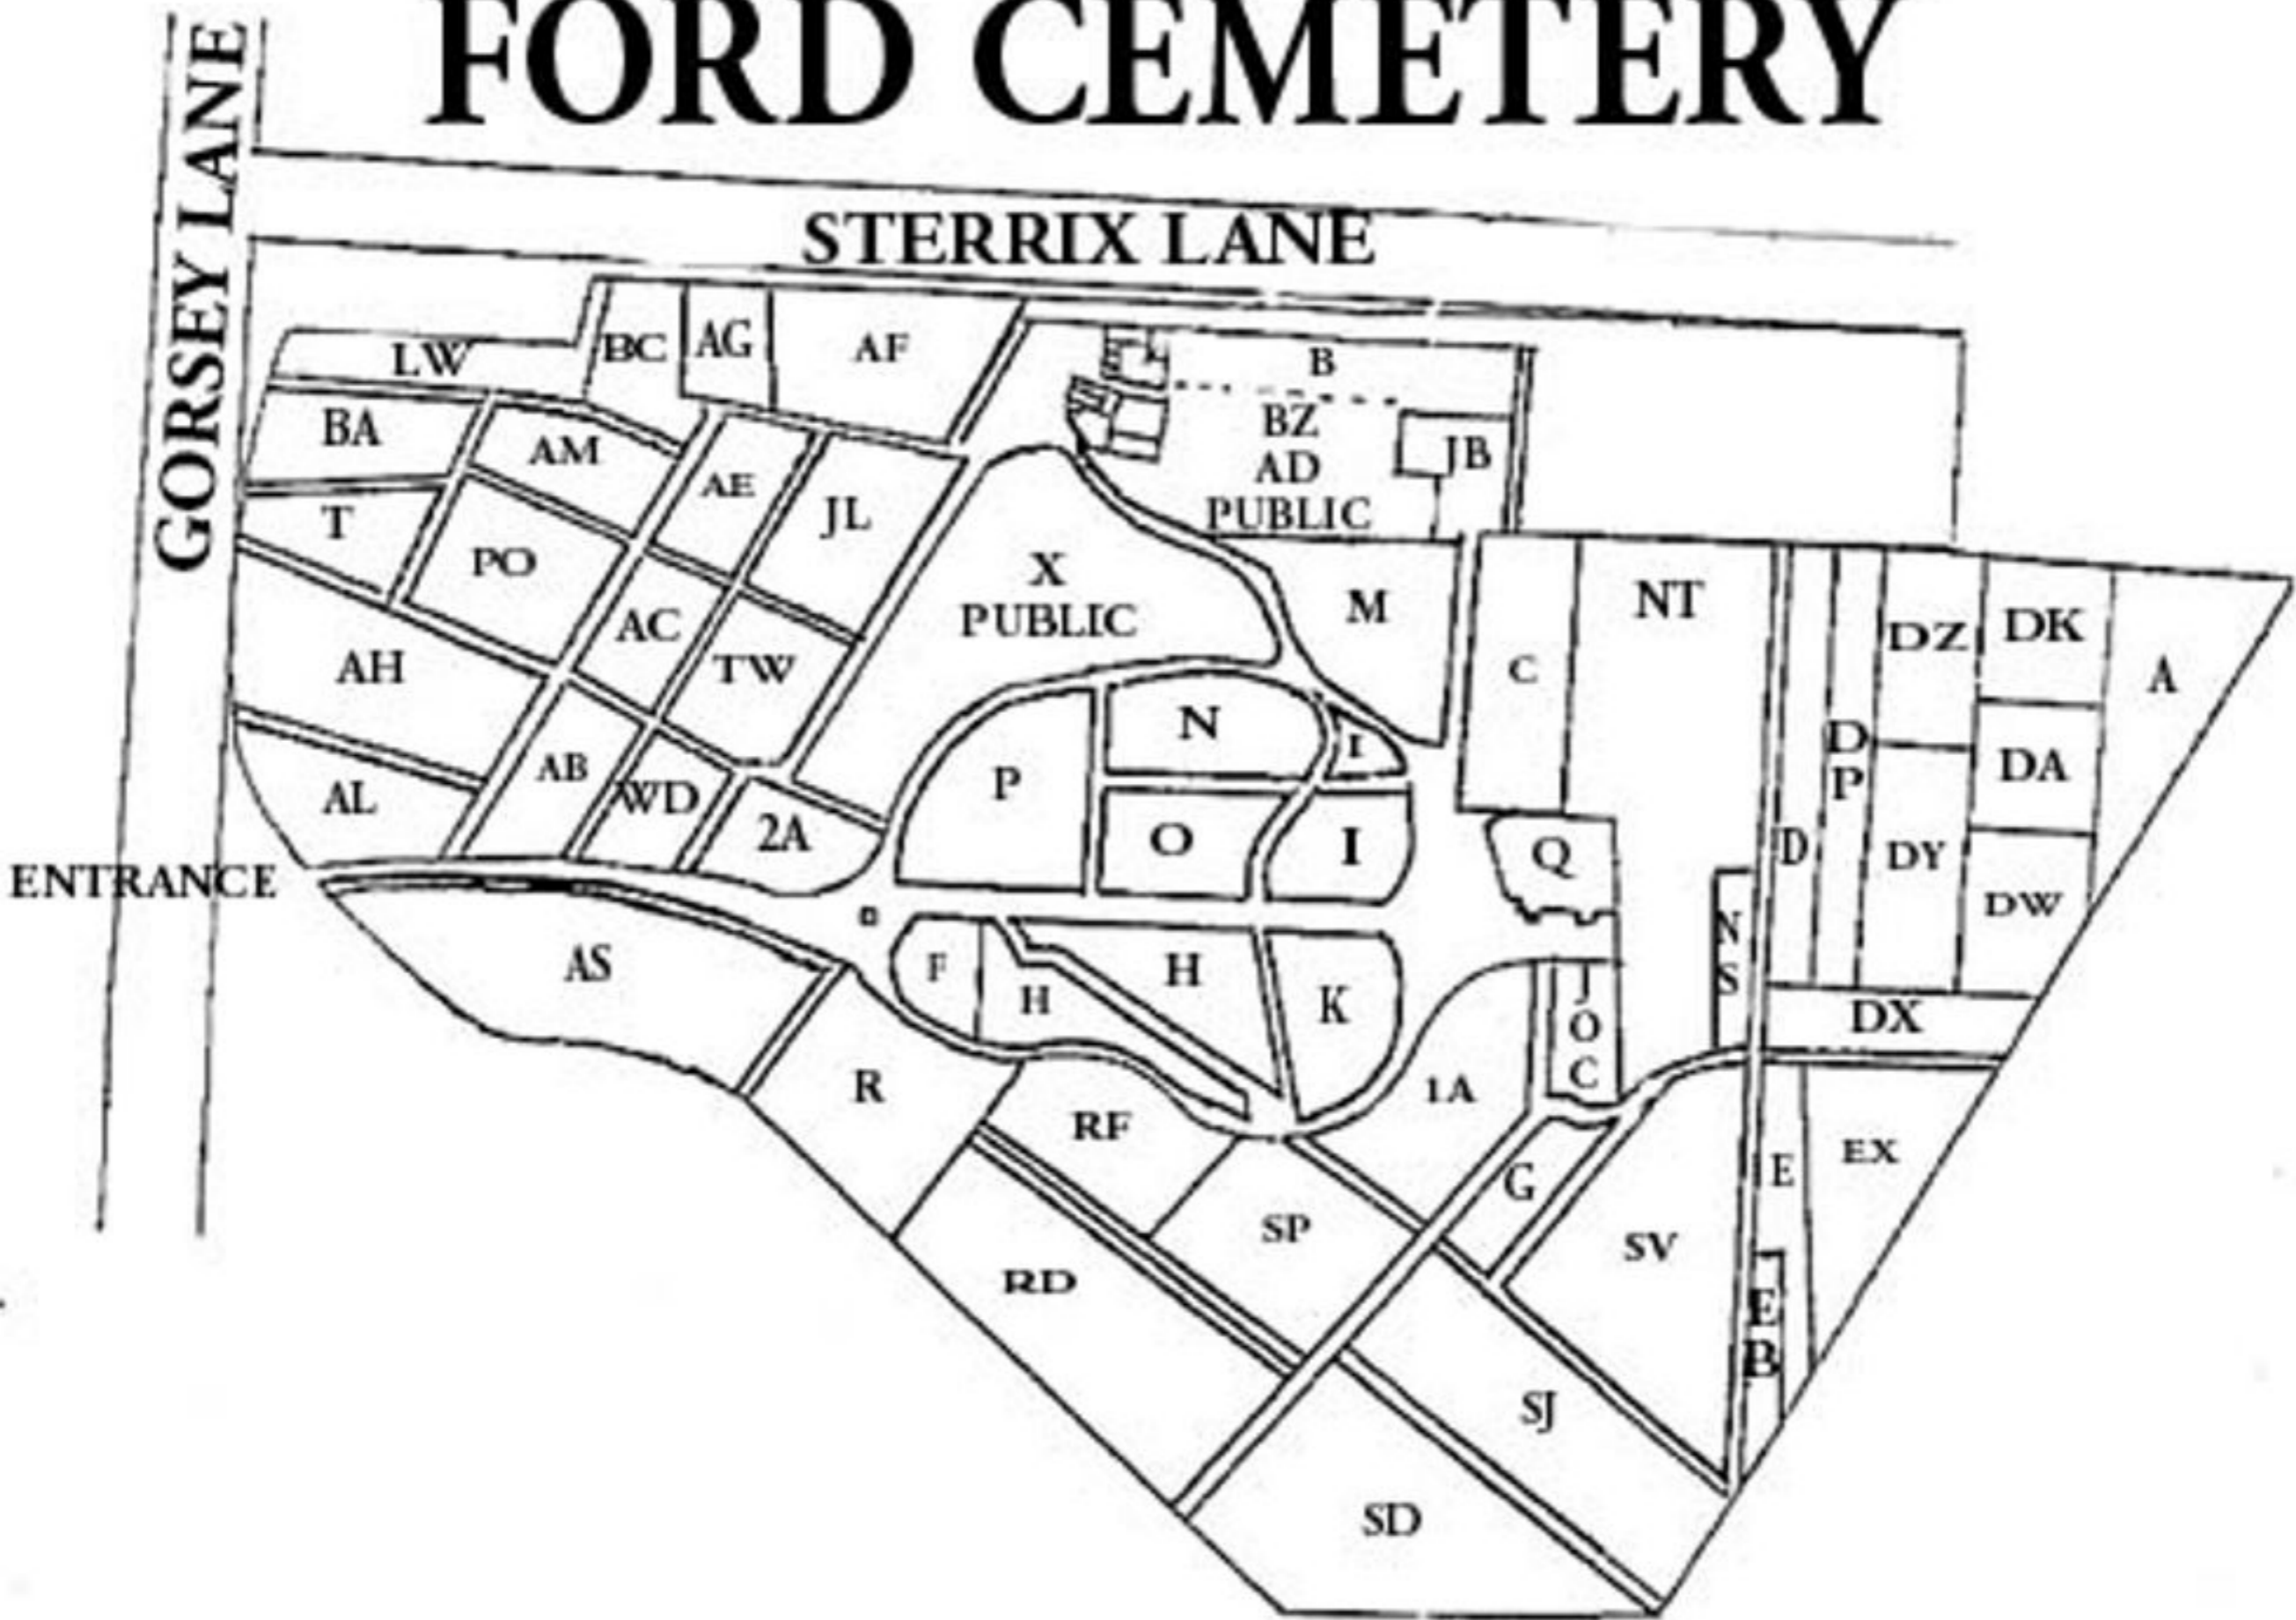 FORD CEMETERY
GORSEY LANE
STERRIX LANE
LW
BC
AG
AF
B
BA
AM
BZ
AD
PUBLIC
JB
T
PO
AE
JL
X
PUBLIC
M
C
NT
DZ
DK
A
AH
AC
TW
N
I
D
P
DA
AL
AB
WD
2A
P
O
I
Q
D
DY
DW
ENTRANCE
AS
F
H
H
K
J
O
C
N
S
DX
R
RF
1A
G
E
EX
RD
SP
SV
E
B
SJ
SD